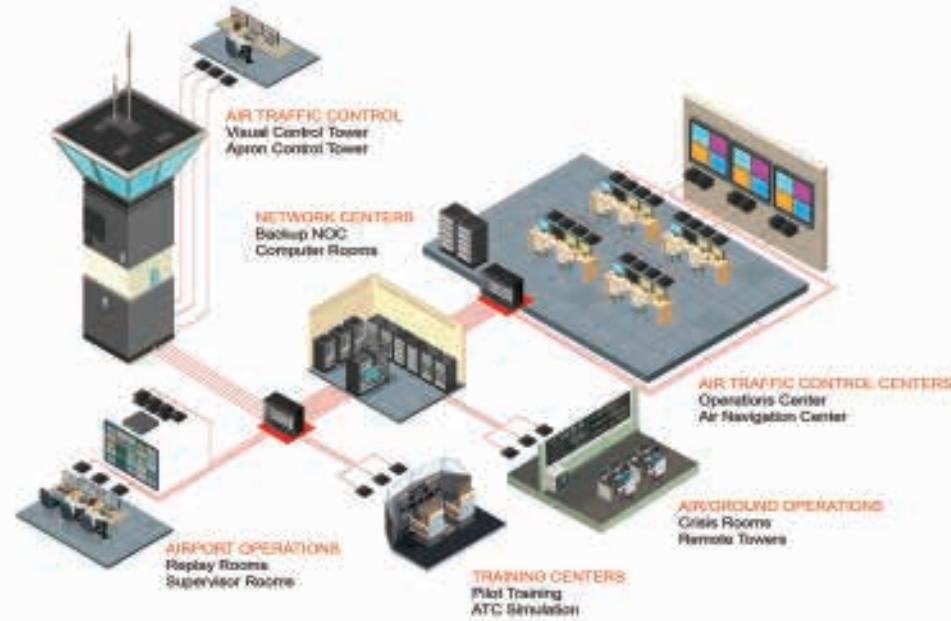 AIR TRAFFIC CONTROL
Visual Control Tower
Apron Control Tower
NETWORK CENTERS
Backup NOC
Computer Rooms
AIR TRAFFIC CONTROL CENTERS
Operations Center
Air Navigation Center
AIR/GROUND OPERATIONS
Crisis Rooms
Remote Towers
AIRPORT OPERATIONS
Replay Rooms
Supervisor Rooms
TRAINING CENTERS
Pilot Training
ATC Simulation